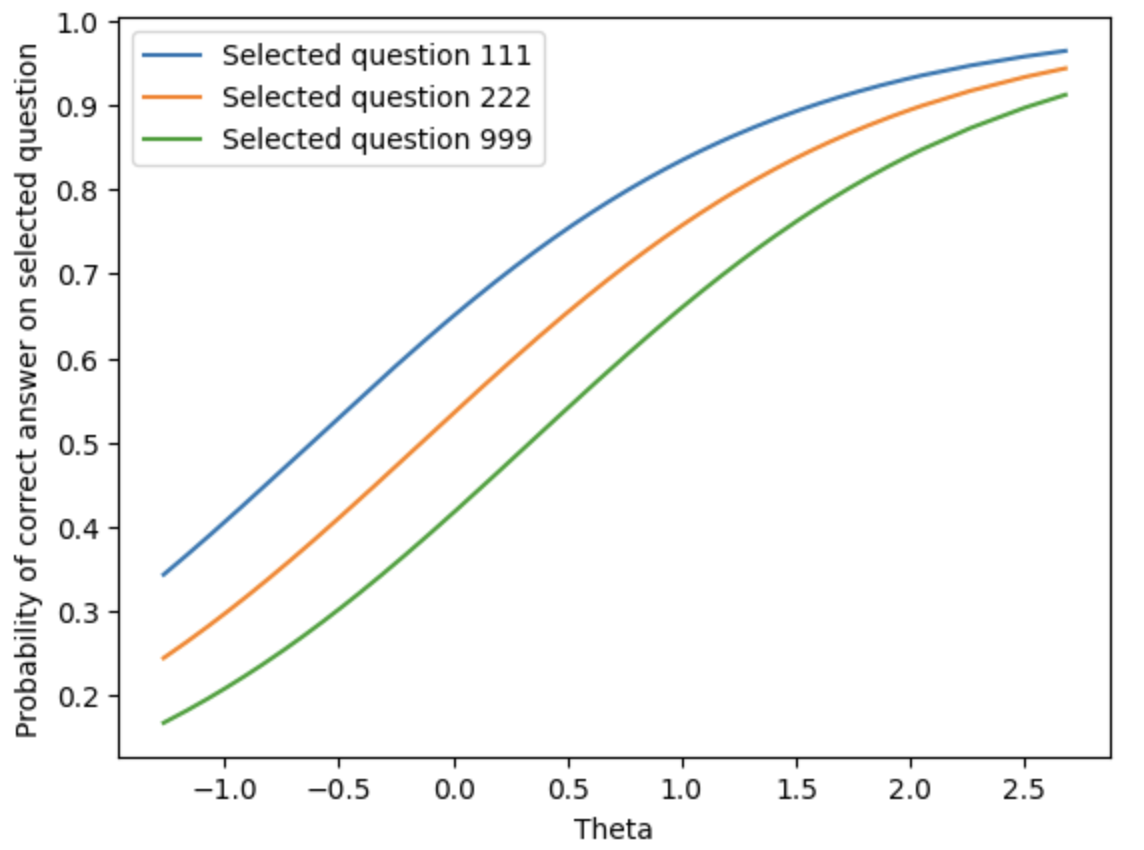 Probability of correct answer on selected question
1.0
0.9
0.8
0.7
0.6
0.5
0.4
0.3
0.2
Selected question 111
Selected question 222
Selected question 999
−1.0 −0.5 0.0 0.5 1.0 1.5 2.0 2.5
Theta